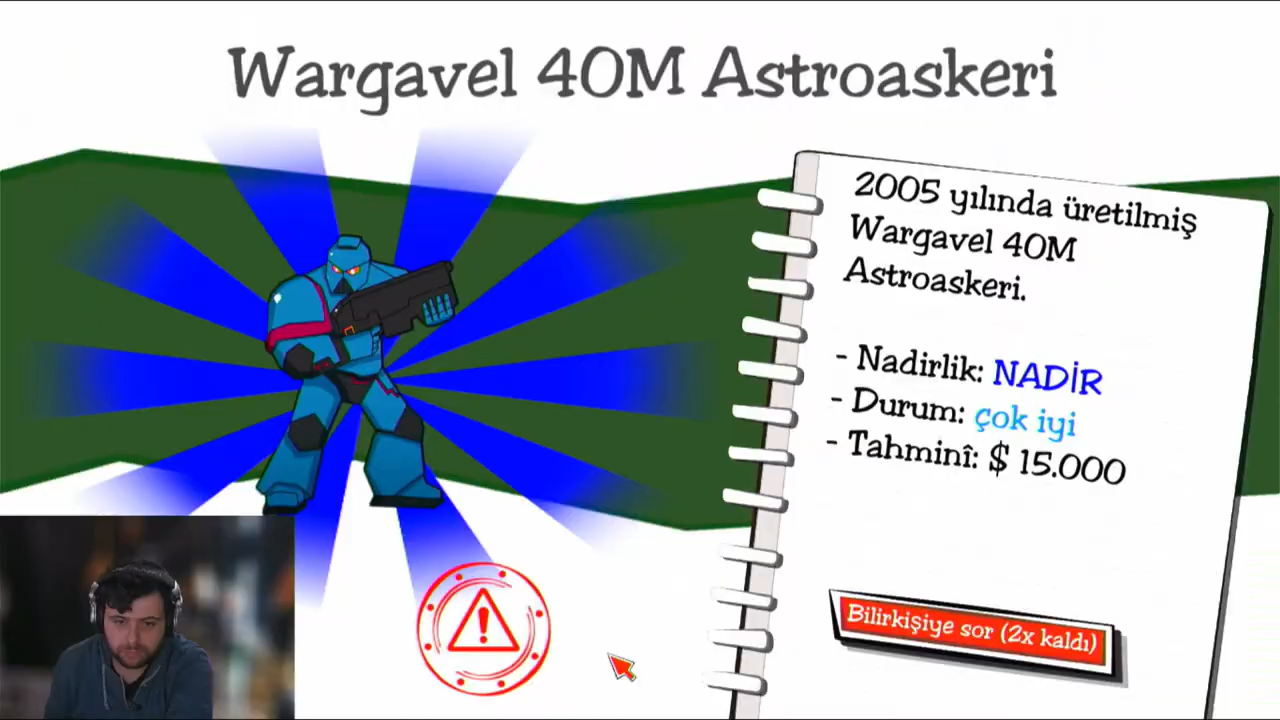 Wargavel 40M Astroaskeri
2005 yılında üretilmiş
Wargavel 40M
Astroaskeri.
- Nadirlik: NADİR
- Durum: çok iyi
- Tahminî: $ 15.000
Bilirkişiye sor (2x kaldı)